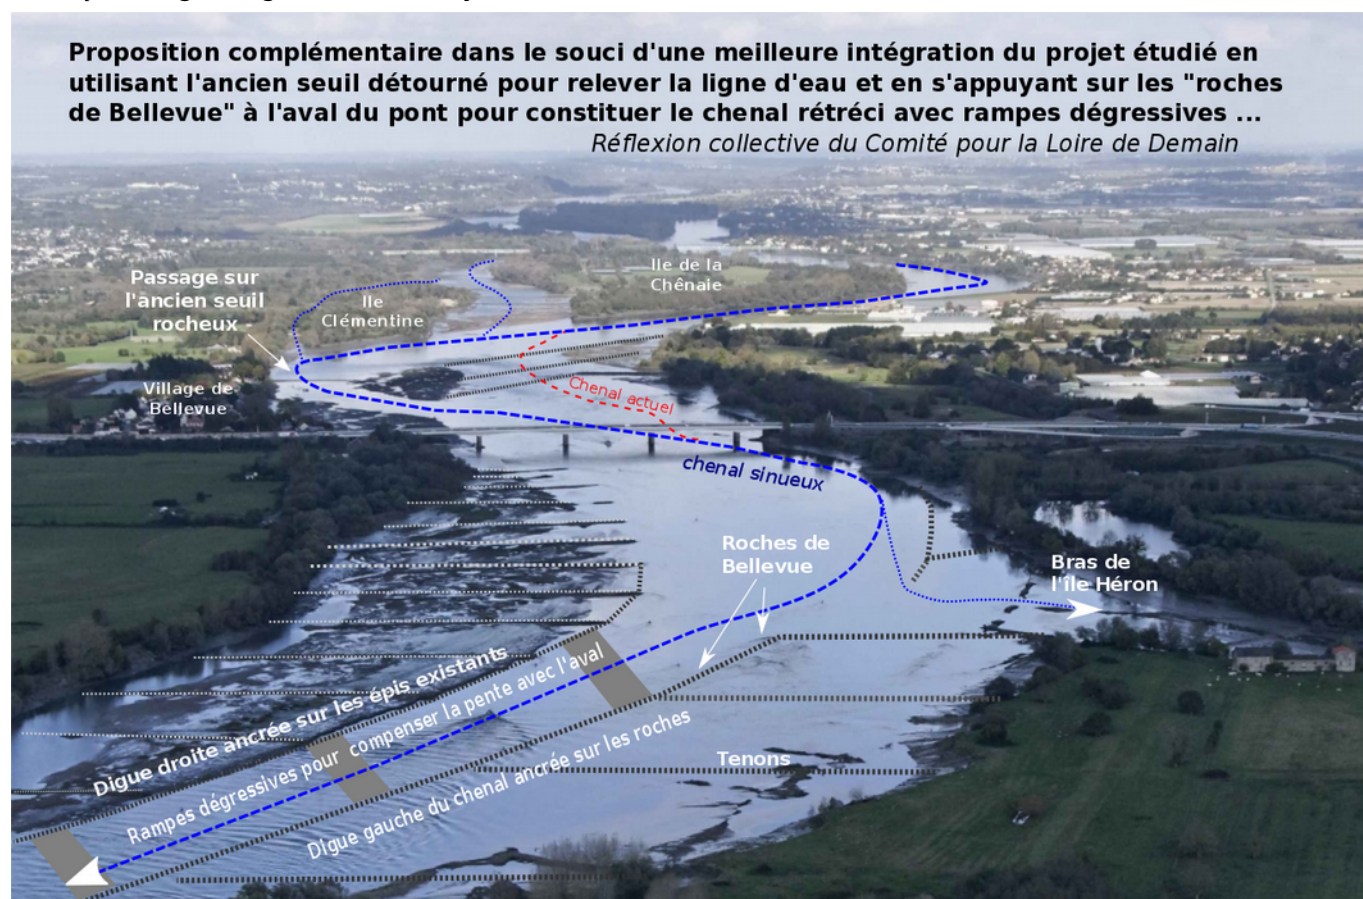 Proposition complémentaire dans le souci d'une meilleure intégration du projet étudié en
utilisant l'ancien seuil détourné pour relever la ligne d'eau et en s'appuyant sur les "roches
de Bellevue" à l'aval du pont pour constituer le chenal rétréci avec rampes dégressives ...
Réflexion collective du Comité pour la Loire de Demain
Passage sur
l'ancien seuil
rocheux
Ile
Clémentine
Ile de la
Chênaie
Village de
Bellevue
Chenal actuel
chenal sinueux
Roches de
Bellevue
Bras de
l'île Héron
Digue droite ancrée sur les épis existants
Rampes dégressives pour compenser la pente avec l'aval
DIgue gauche du chenal ancrée sur les roches
Tenons